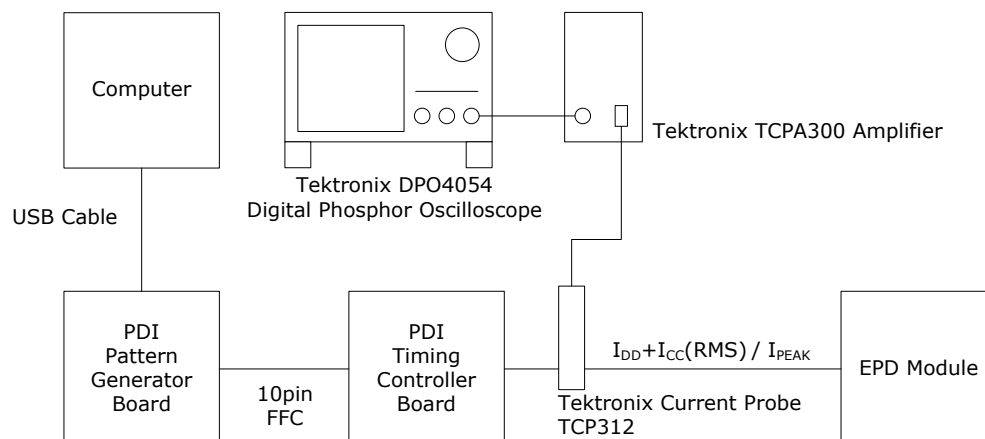 Computer
Tektronix TCPA300 Amplifier
Tektronix DPO4054
Digital Phosphor Oscilloscope
USB Cable
PDI
Pattern
Generator
Board
10pin
FFC
PDI
Timing
Controller
Board
I_DD+I_CC(RMS) / I_PEAK
EPD Module
Tektronix Current Probe
TCP312